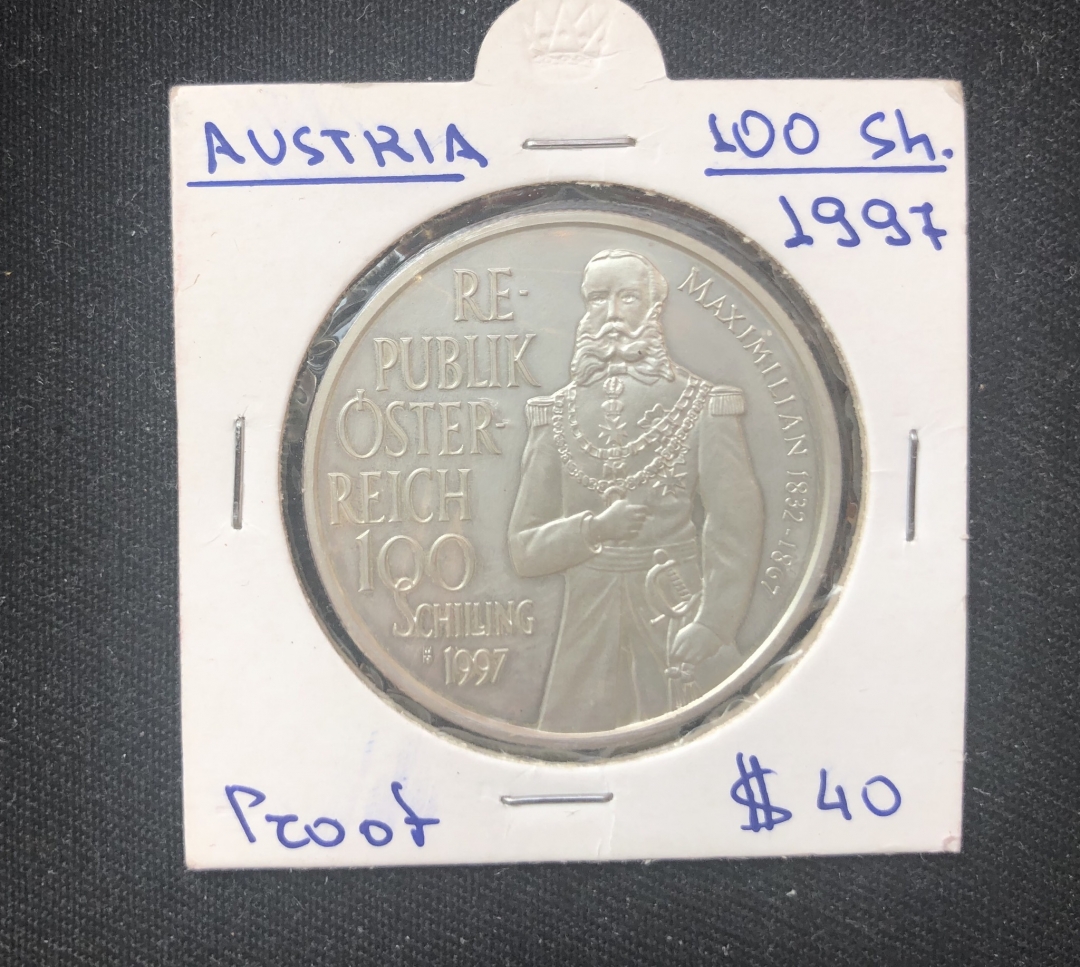 AUSTRIA
100 Sh.
1997
RE-
PUBLIK
ÖSTER-
REICH
100
SCHILLING
1997
MAXIMILIAN 1832-1867
Proof
$ 40